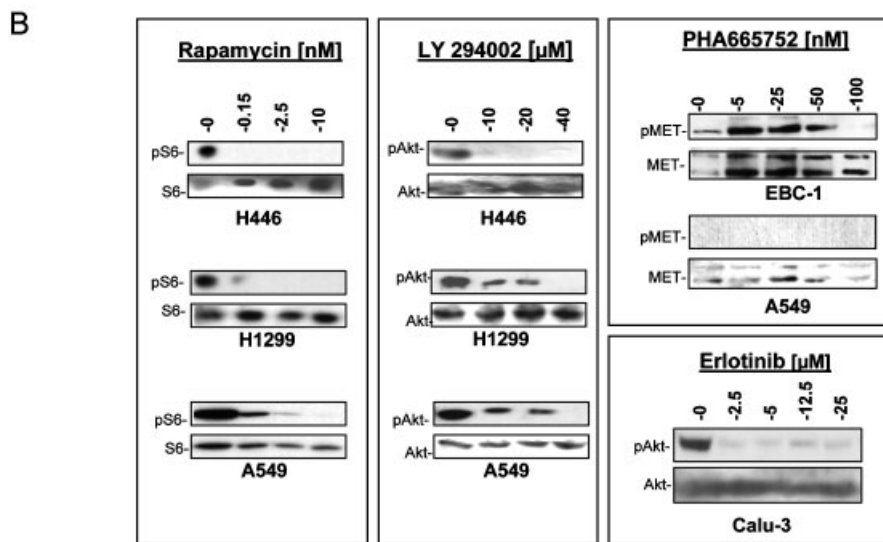 B
Rapamycin [nM]
-0 -0.15 -2.5 -10
pS6-
S6-
H446
pS6-
S6-
H1299
pS6-
S6-
A549
LY 294002 [µM]
-0 -10 -20 -40
pAkt-
Akt-
H446
pAkt-
Akt-
H1299
pAkt-
Akt-
A549
PHA665752 [nM]
-0 -5 -25 -50 -100
pMET-
MET-
EBC-1
pMET-
MET-
A549
Erlotinib [µM]
-0 -2.5 -5 -12.5 -25
pAkt-
Akt-
Calu-3